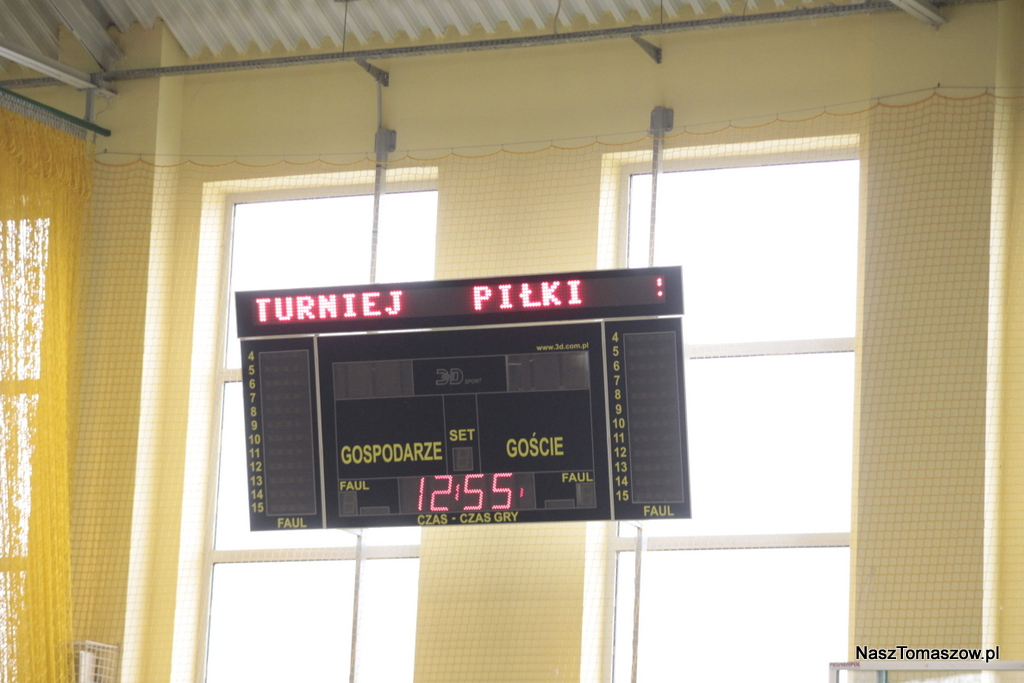 TURNIEJ PIŁKI :
www.3d.com.pl
3D SPORT
4 4
5 5
6 6
7 7
8 8
9 9
10 10
11 11
12 12
13 13
14 14
15 15
SET
GOSPODARZE GOŚCIE
FAUL 12:55 FAUL
CZAS - CZAS GRY
FAUL FAUL
NaszTomaszow.pl